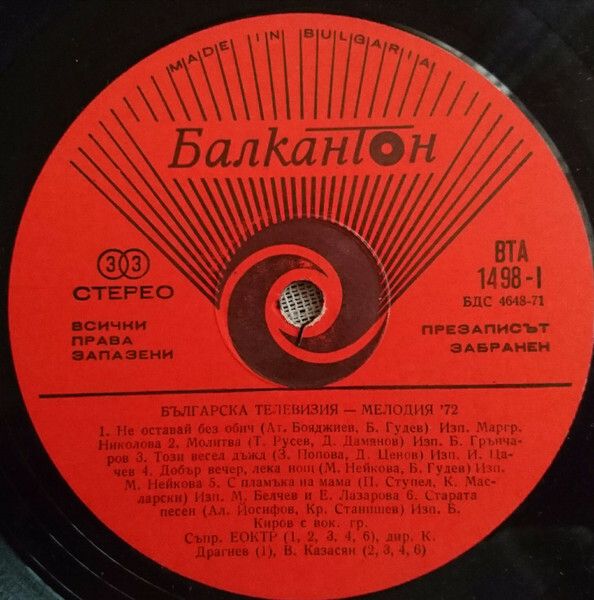 MADE IN BULGARIA
Балкантон
33
СТЕРЕО
ВСИЧКИ
ПРАВА
ЗАПАЗЕНИ
ВТА
1498-I
БДС 4648-71
ПРЕЗАПИСЪТ
ЗАБРАНЕН
БЪЛГАРСКА ТЕЛЕВИЗИЯ — МЕЛОДИЯ '72
1. Не оставай без обич (Ат. Бояджиев, Б. Гудев) Изп. Маргр.
Николова 2. Молитва (Т. Русев, Д. Дамянов) Изп. Б. Грънча-
ров 3. Този весел дъжд (З. Попова, Д. Ценов) Изп. И. Ца-
чев 4. Добър вечер, лека нощ (М. Нейкова, Б. Гудев) Изп.
М. Нейкова 5. С пламъка на мама (П. Ступел, К. Мас-
ларски) Изп. М. Белчев и Е. Лазарова 6. Старата
песен (Ал. Йосифов, Кр. Станишев) Изп. Б.
Киров с вок. гр.
Съпр. ЕОКТР (1, 2, 3, 4, 6), дир. К.
Драгнев (1), В. Казасян (2, 3, 4, 6)